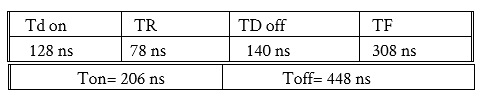 Td on TR TD off TF
128 ns 78 ns 140 ns 308 ns
Ton= 206 ns Toff= 448 ns